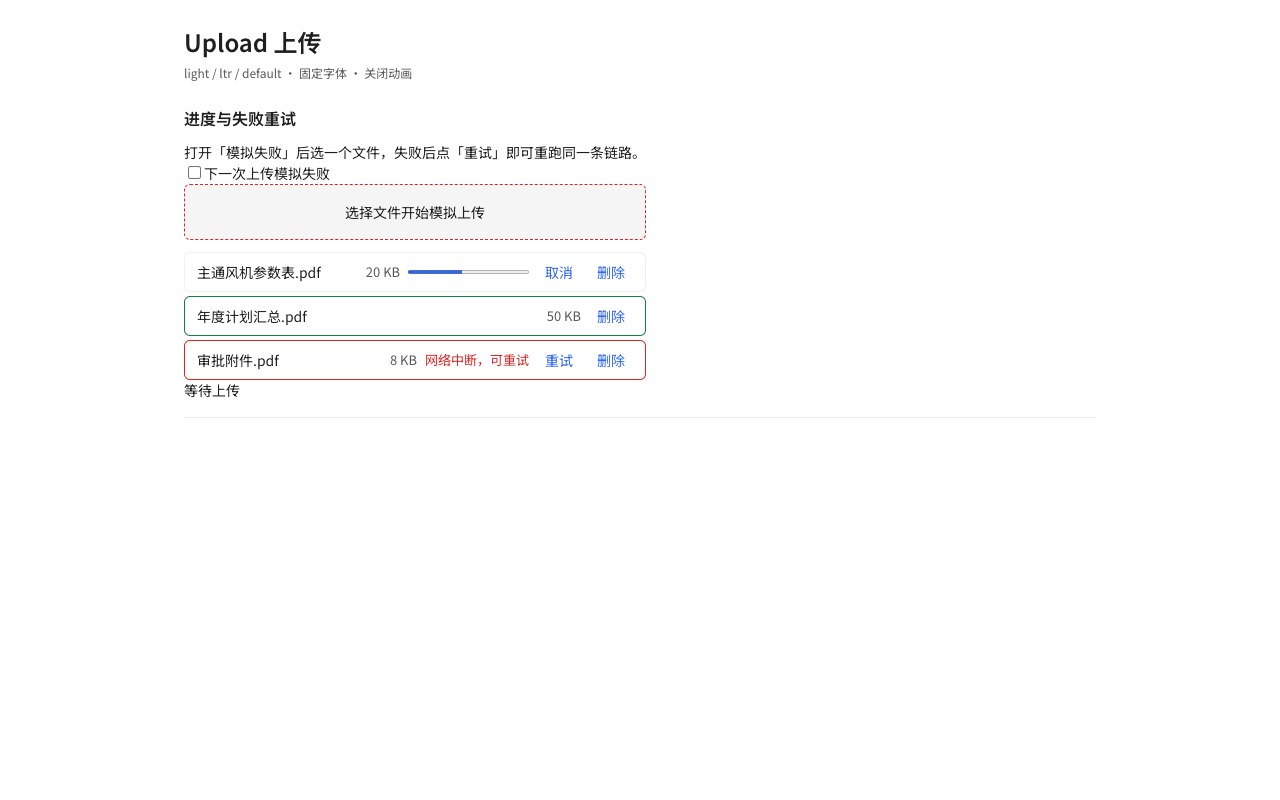 Upload 上传
light / ltr / default ・ 固定字体 ・ 关闭动画
进度与失败重试
打开「模拟失败」后选一个文件，失败后点「重试」即可重跑同一条链路。
下一次上传模拟失败
选择文件开始模拟上传
主通风机参数表.pdf 20 KB 取消 删除
年度计划汇总.pdf 50 KB 删除
审批附件.pdf 8 KB 网络中断，可重试 重试 删除
等待上传